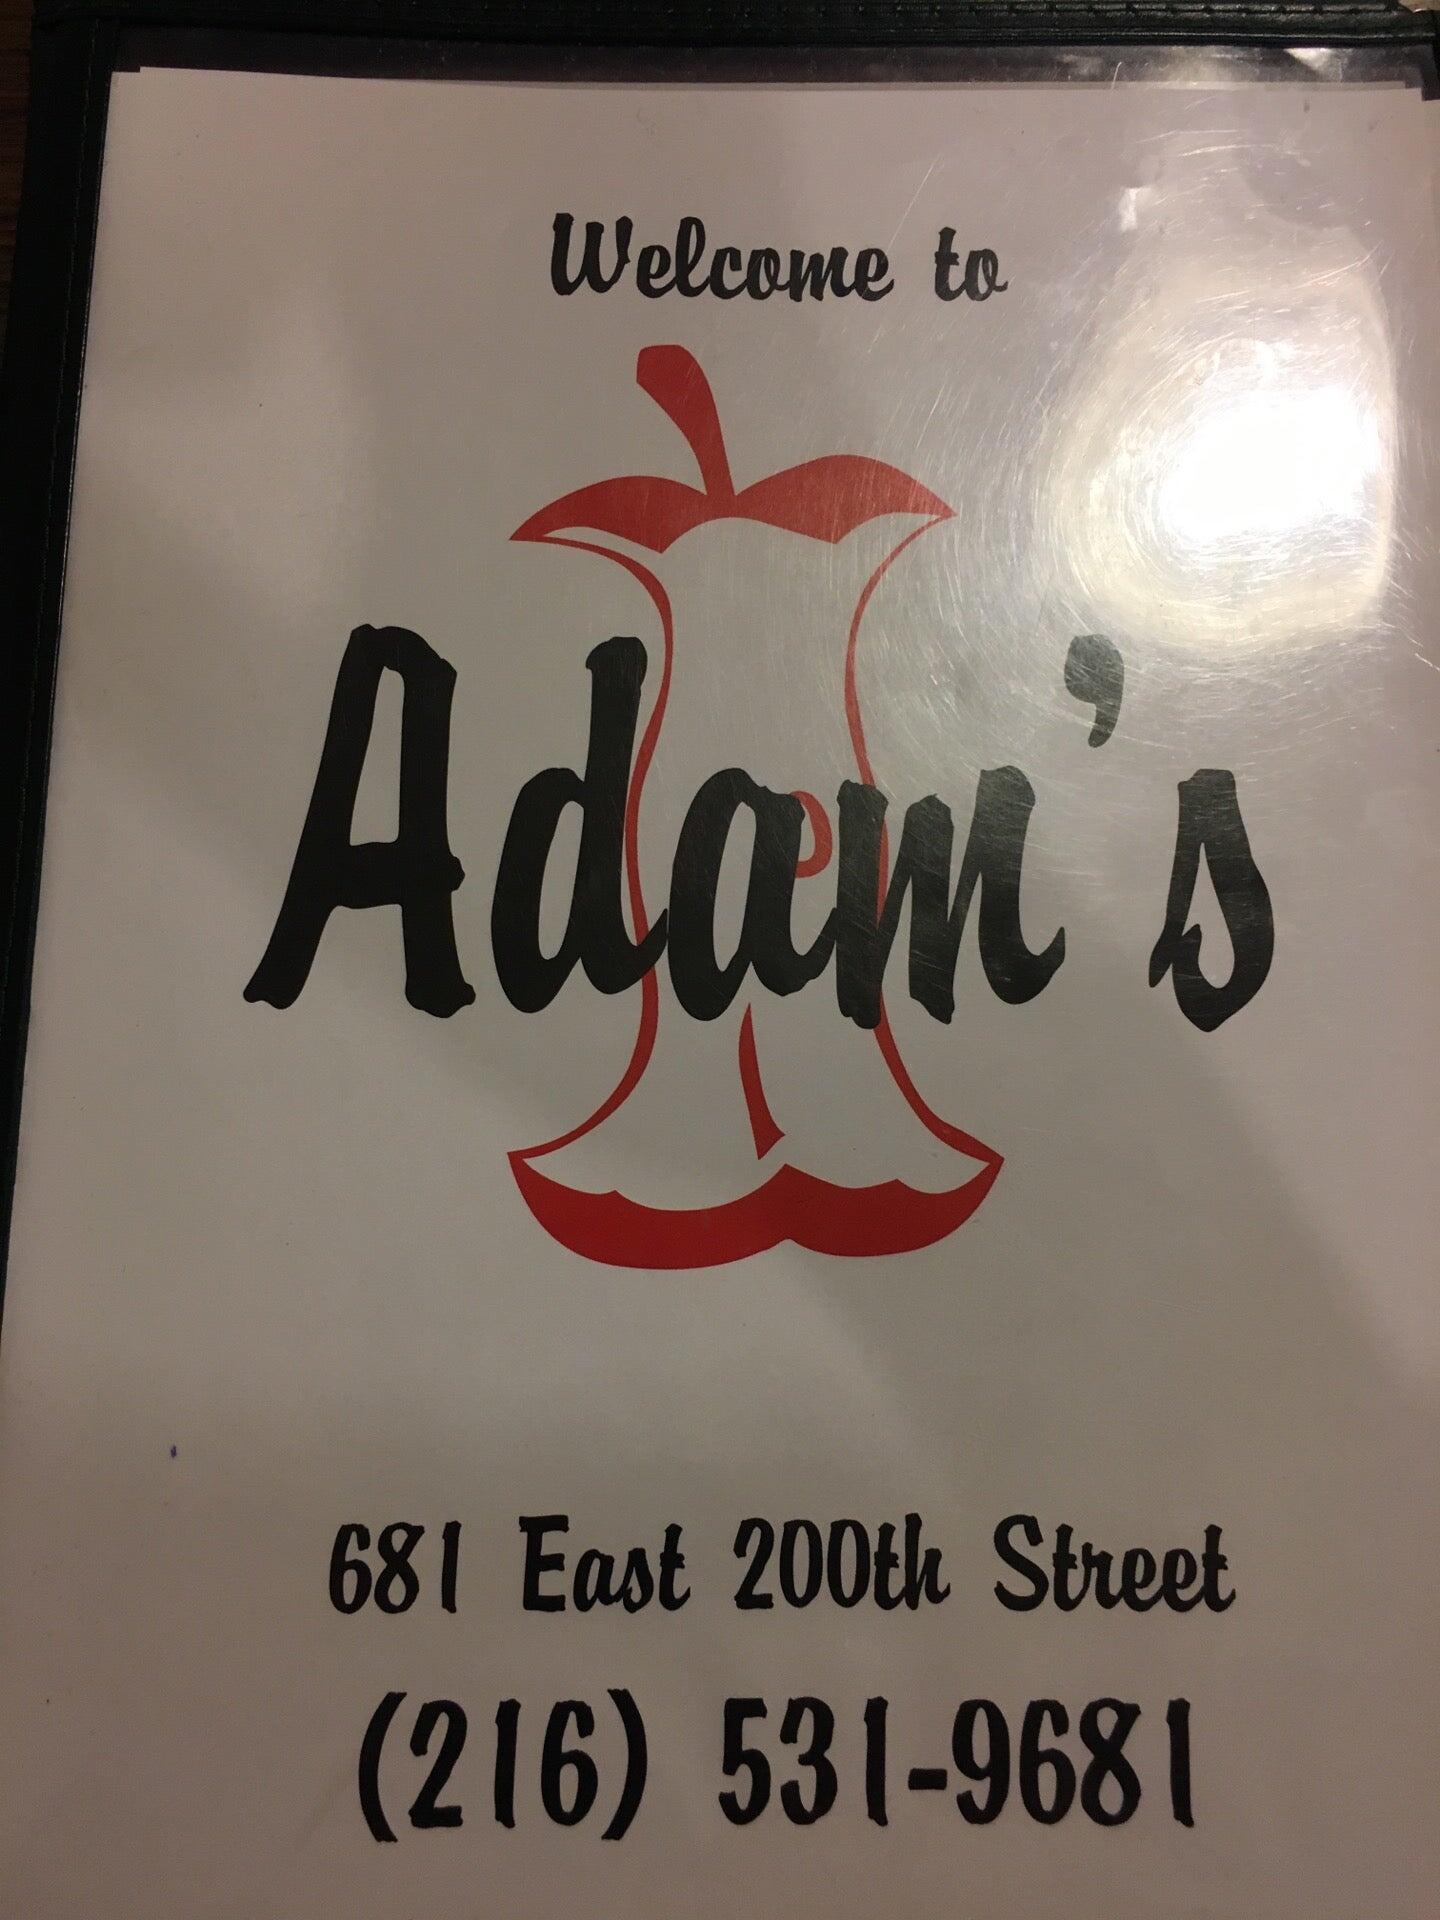 Welcome to
Adam's
681 East 200th Street
(216) 531-9681